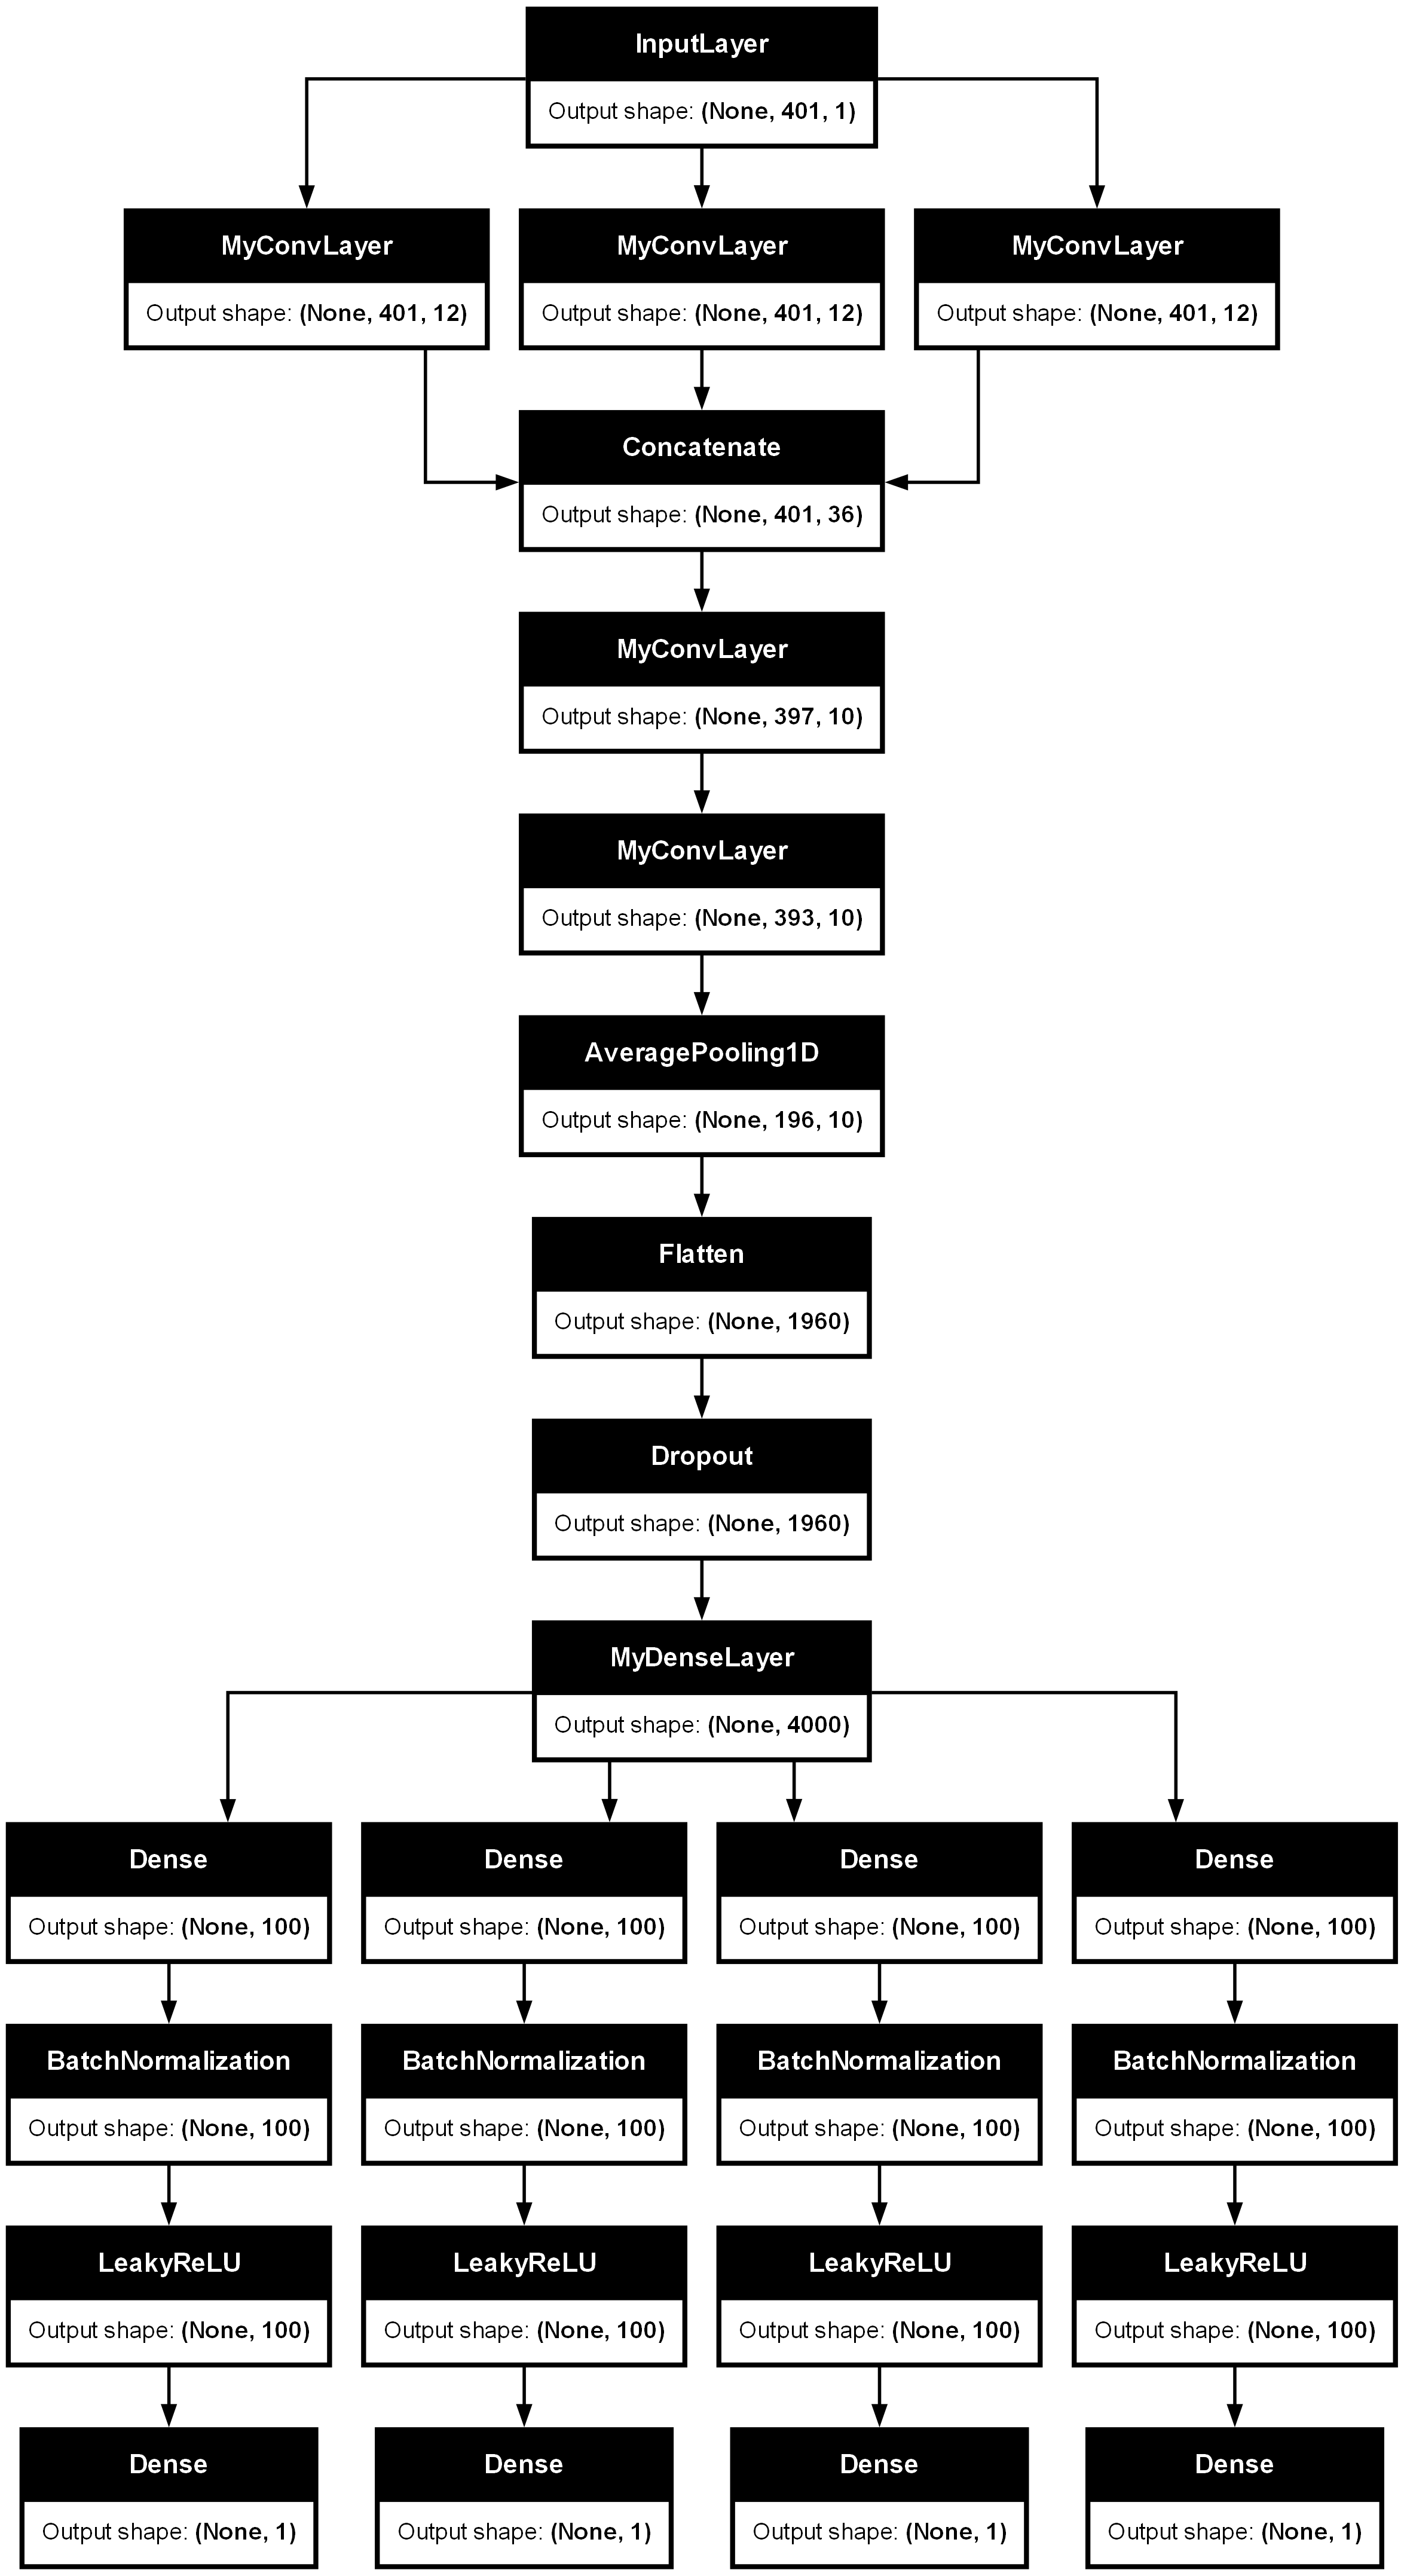 InputLayer
Output shape: (None, 401, 1)
MyConvLayer
MyConvLayer
MyConvLayer
Output shape: (None, 401, 12)
Output shape: (None, 401, 12)
Output shape: (None, 401, 12)
Concatenate
Output shape: (None, 401, 36)
MyConvLayer
Output shape: (None, 397, 10)
MyConvLayer
Output shape: (None, 393, 10)
AveragePooling1D
Output shape: (None, 196, 10)
Flatten
Output shape: (None, 1960)
Dropout
Output shape: (None, 1960)
MyDenseLayer
Output shape: (None, 4000)
Dense
Dense
Dense
Dense
Output shape: (None, 100)
Output shape: (None, 100)
Output shape: (None, 100)
Output shape: (None, 100)
BatchNormalization
BatchNormalization
BatchNormalization
BatchNormalization
Output shape: (None, 100)
Output shape: (None, 100)
Output shape: (None, 100)
Output shape: (None, 100)
LeakyReLU
LeakyReLU
LeakyReLU
LeakyReLU
Output shape: (None, 100)
Output shape: (None, 100)
Output shape: (None, 100)
Output shape: (None, 100)
Dense
Dense
Dense
Dense
Output shape: (None, 1)
Output shape: (None, 1)
Output shape: (None, 1)
Output shape: (None, 1)